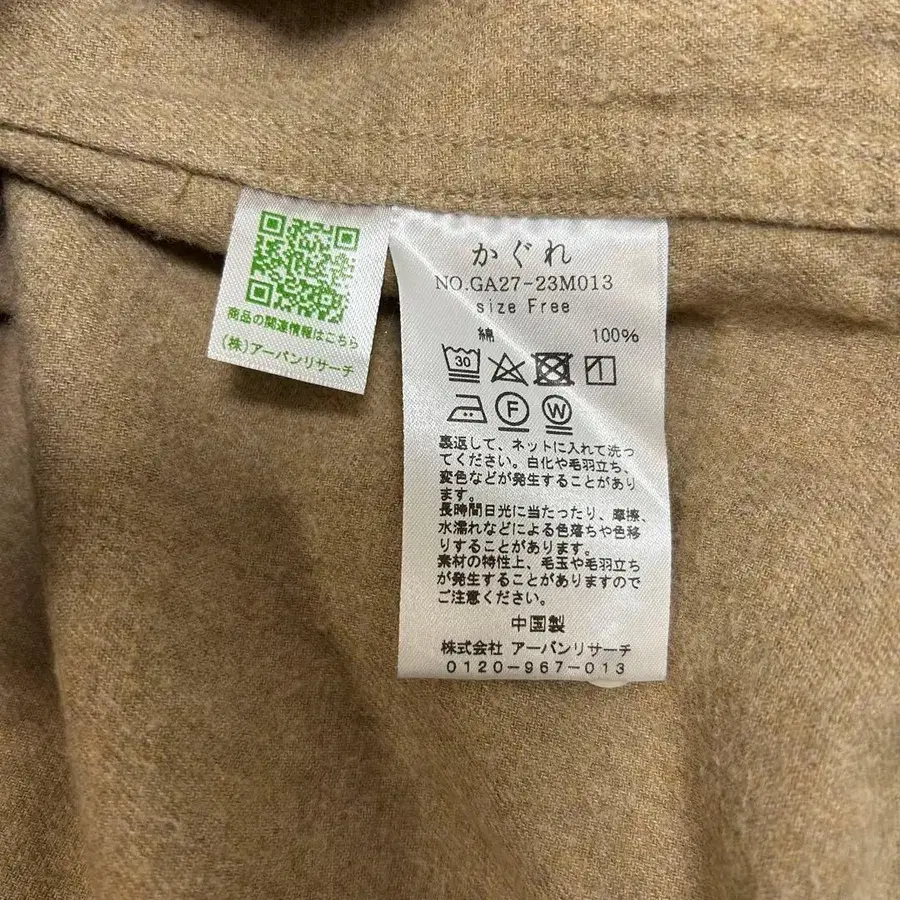 商品の関連情報はこちら
(株)アーバンリサーチ
かぐれ
NO.GA27-23M013
size Free
綿 100%
30
F W
裏返して、ネットに入れて洗っ
てください。白化や毛羽立ち、
変色などが発生することがあり
ます。
長時間日光に当たったり、摩擦、
水濡れなどによる色落ちや色移
りすることがあります。
素材の特性上、毛玉や毛羽立ち
が発生することがありますので
ご注意ください。
中国製
株式会社 アーバンリサーチ
0120-967-013